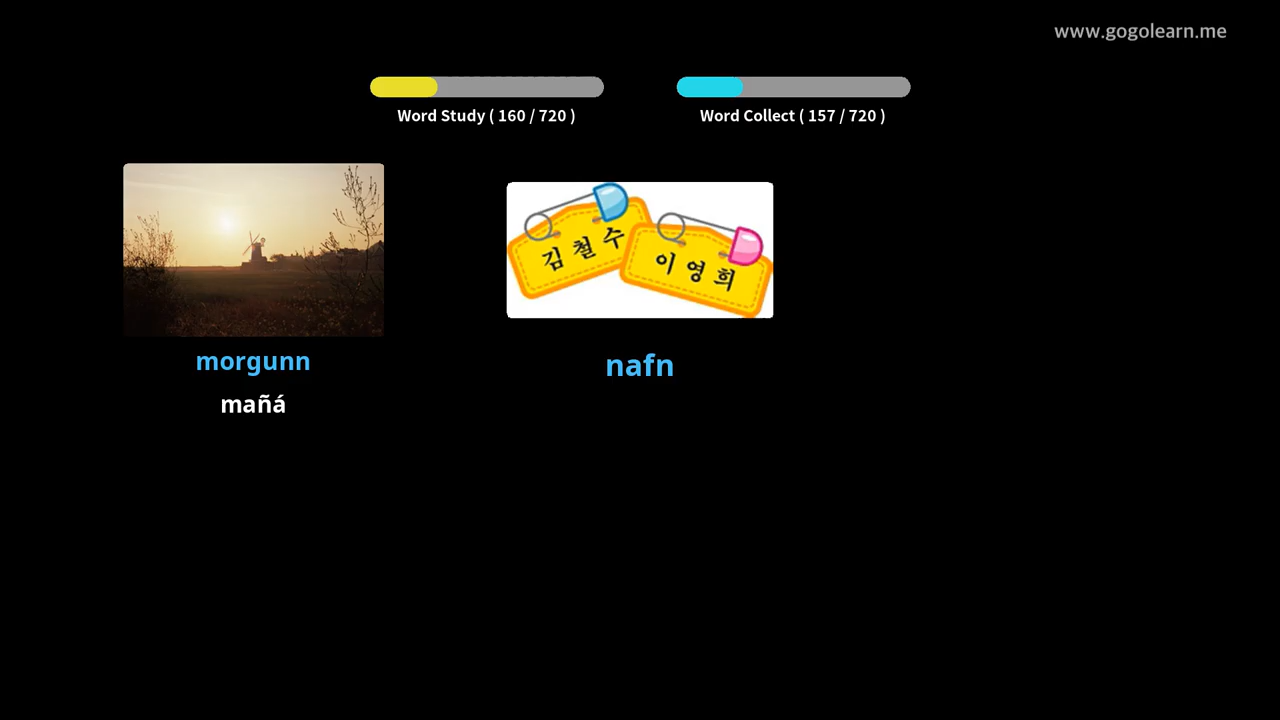 www.gogolearn.me
Word Study ( 160 / 720 )
Word Collect ( 157 / 720 )
김철수
이영희
morgunn
nafn
mañá